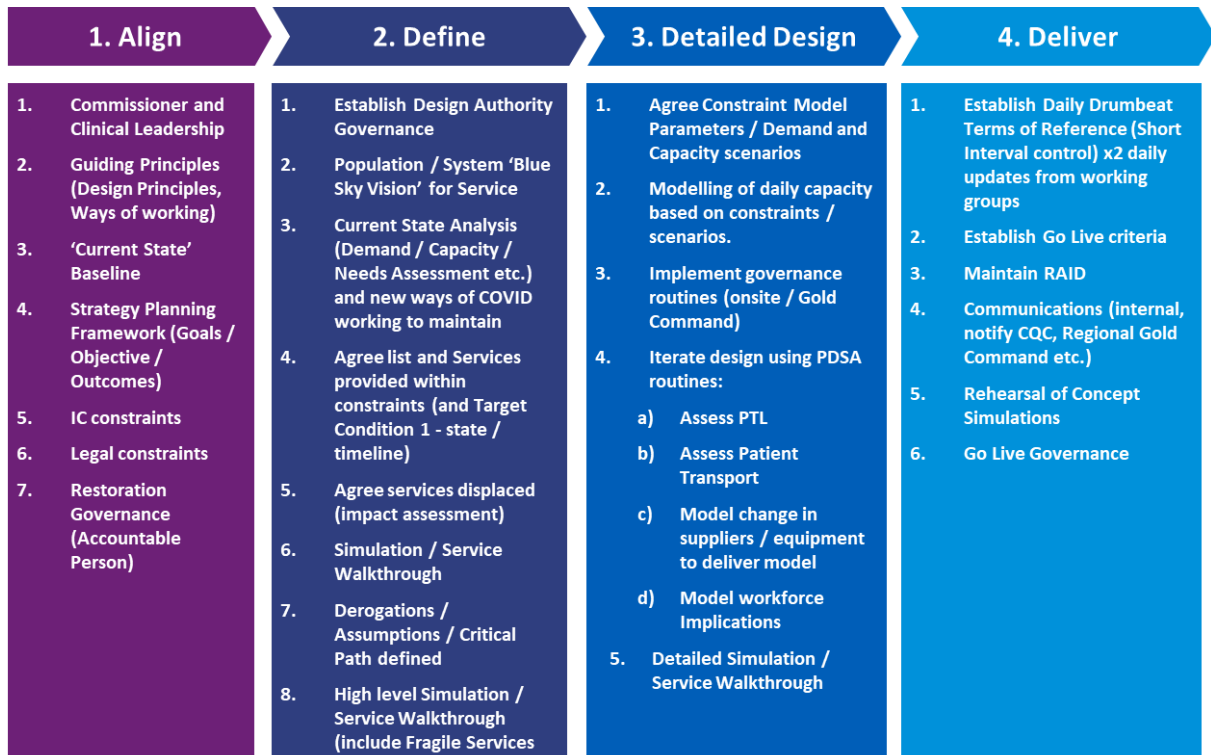 1. Align
2. Define
3. Detailed Design
4. Deliver
1. Commissioner and
Clinical Leadership
2. Guiding Principles
(Design Principles,
Ways of working)
3. ‘Current State’
Baseline
4. Strategy Planning
Framework (Goals /
Objective /
Outcomes)
5. IC constraints
6. Legal constraints
7. Restoration
Governance
(Accountable
Person)
1. Establish Design Authority
Governance
2. Population / System ‘Blue
Sky Vision’ for Service
3. Current State Analysis
(Demand / Capacity /
Needs Assessment etc.)
and new ways of COVID
working to maintain
4. Agree list and Services
provided within
constraints (and Target
Condition 1 - state /
timeline)
5. Agree services displaced
(impact assessment)
6. Simulation / Service
Walkthrough
7. Derogations /
Assumptions / Critical
Path defined
8. High level Simulation /
Service Walkthrough
(include Fragile Services
1. Agree Constraint Model
Parameters / Demand and
Capacity scenarios
2. Modelling of daily capacity
based on constraints /
scenarios.
3. Implement governance
routines (onsite / Gold
Command)
4. Iterate design using PDSA
routines:
a) Assess PTL
b) Assess Patient
Transport
c) Model change in
suppliers / equipment
to deliver model
d) Model workforce
Implications
5. Detailed Simulation /
Service Walkthrough
1. Establish Daily Drumbeat
Terms of Reference (Short
Interval control) x2 daily
updates from working
groups
2. Establish Go Live criteria
3. Maintain RAID
4. Communications (internal,
notify CQC, Regional Gold
Command etc.)
5. Rehearsal of Concept
Simulations
6. Go Live Governance